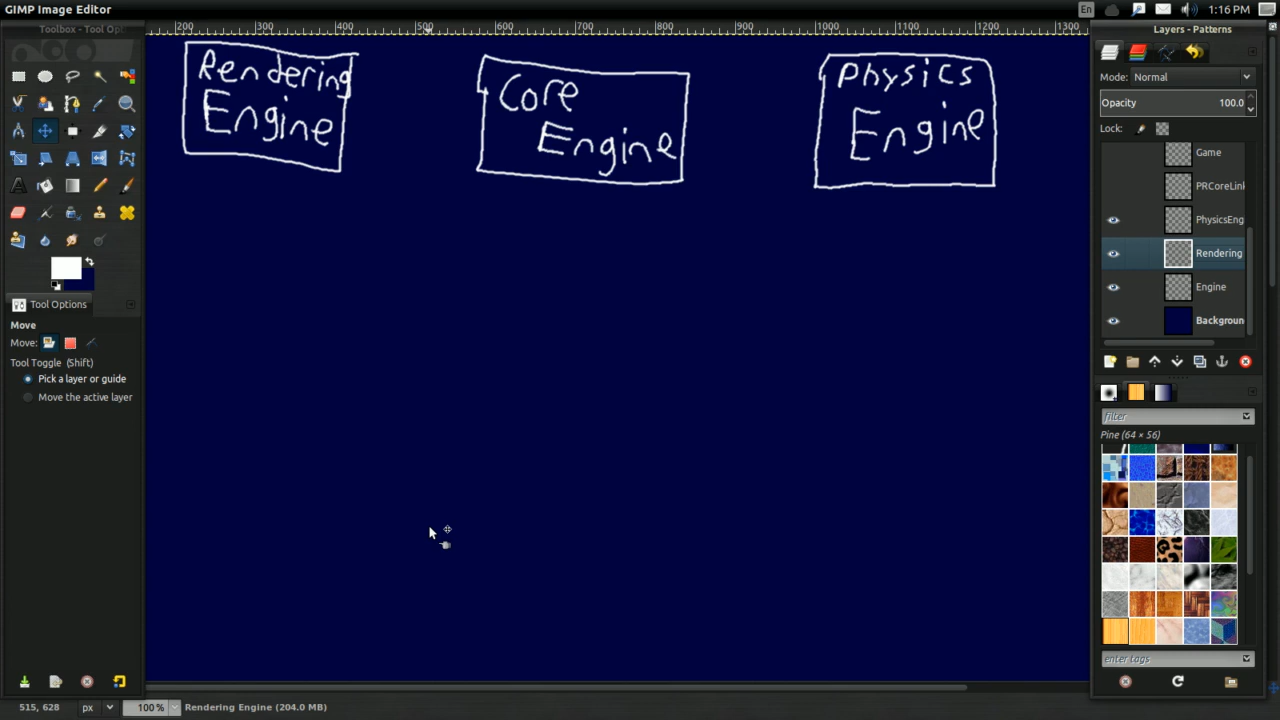 GIMP Image Editor
En
1:16 PM
Toolbox - Tool Opt
Layers - Patterns
200 300 400 500 600 700 800 900 1000 1100 1200 1300
Rendering
Engine
Core
Engine
Physics
Engine
Mode: Normal
Opacity 100.0
Lock:
Game
PRCoreLink
PhysicsEng
Rendering
Engine
Backgroun
Tool Options
Move
Move:
Tool Toggle (Shift)
Pick a layer or guide
Move the active layer
filter
Pine (64 × 56)
enter tags
515, 628
px
100%
Rendering Engine (204.0 MB)